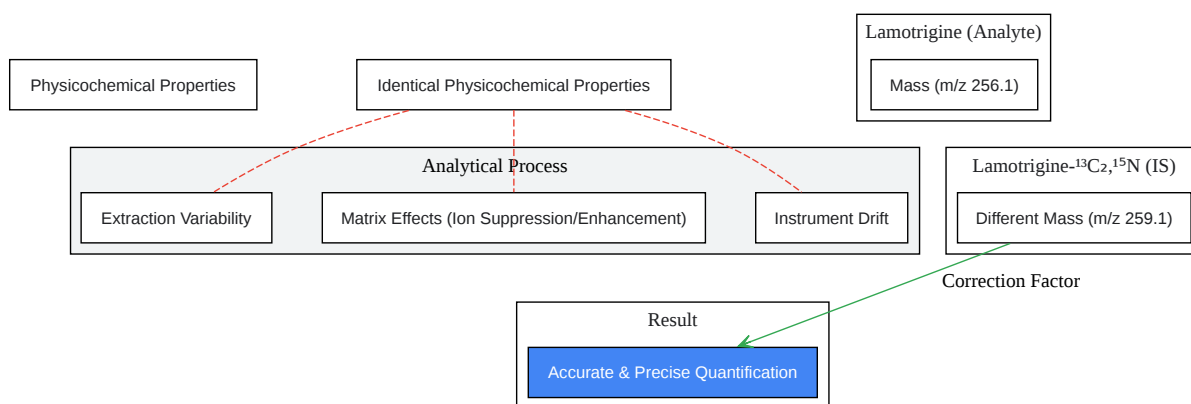 Lamotrigine (Analyte)
Physicochemical Properties
Identical Physicochemical Properties
Mass (m/z 256.1)
Analytical Process
Lamotrigine-¹³C₂,¹⁵N (IS)
Extraction Variability
Matrix Effects (Ion Suppression/Enhancement)
Instrument Drift
Different Mass (m/z 259.1)
Correction Factor
Result
Accurate & Precise Quantification